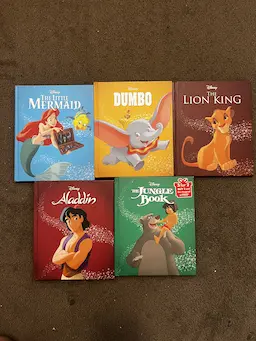 Disney
THE LITTLE
MERMAID
Disney
DUMBO
Disney
THE LION KING
Disney
Aladdin
Disney
THE JUNGLE
BOOK